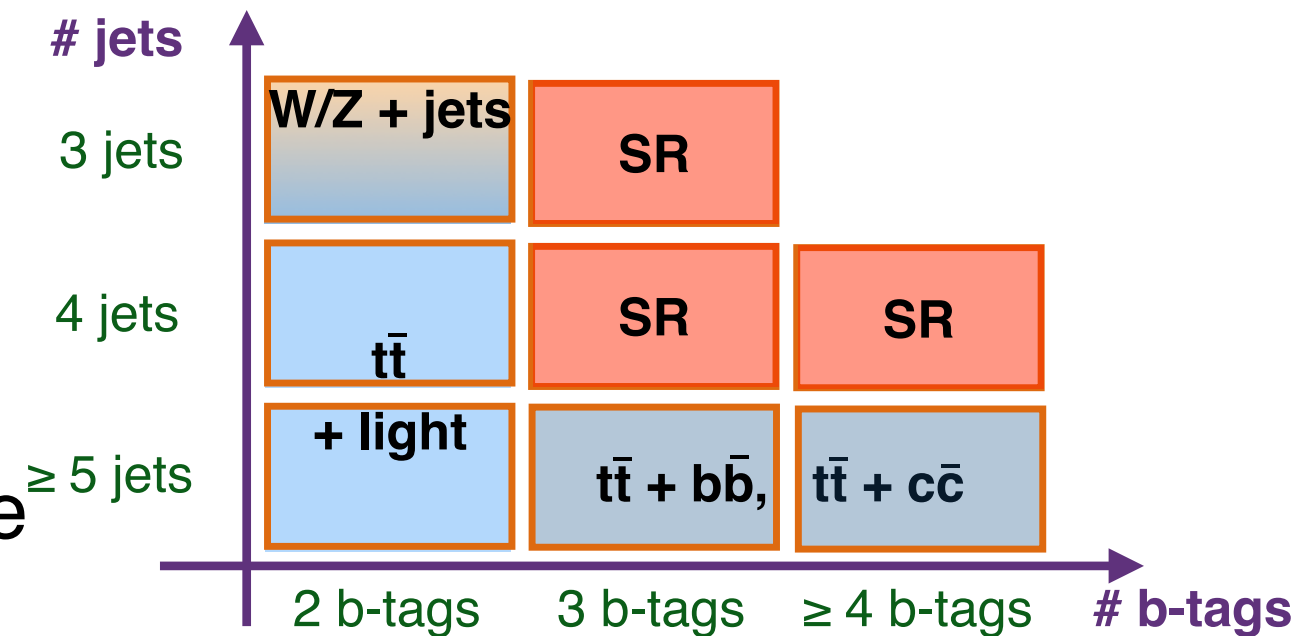 # jets
W/Z + jets
3 jets
SR
4 jets
SR
SR
tt̄
+ light
≥ 5 jets
e
tt̄ + bb̄,
tt̄ + cc̄
2 b-tags
3 b-tags
≥ 4 b-tags
# b-tags